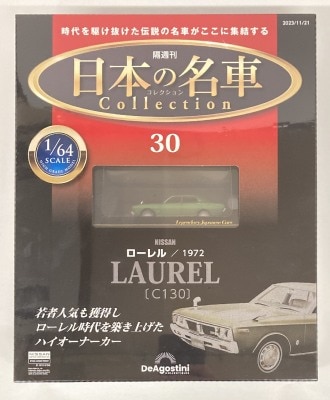 2023/11/21
時代を駆け抜けた伝説の名車がここに集結する
隔週刊
日本の名車
コレクション
Collection
1/64
SCALE
30
Legendary Japanese Cars
NISSAN
ローレル / 1972
LAUREL
[C130]
若者人気も獲得し
ローレル時代を築き上げた
ハイオーナーカー
DeAGOSTINI